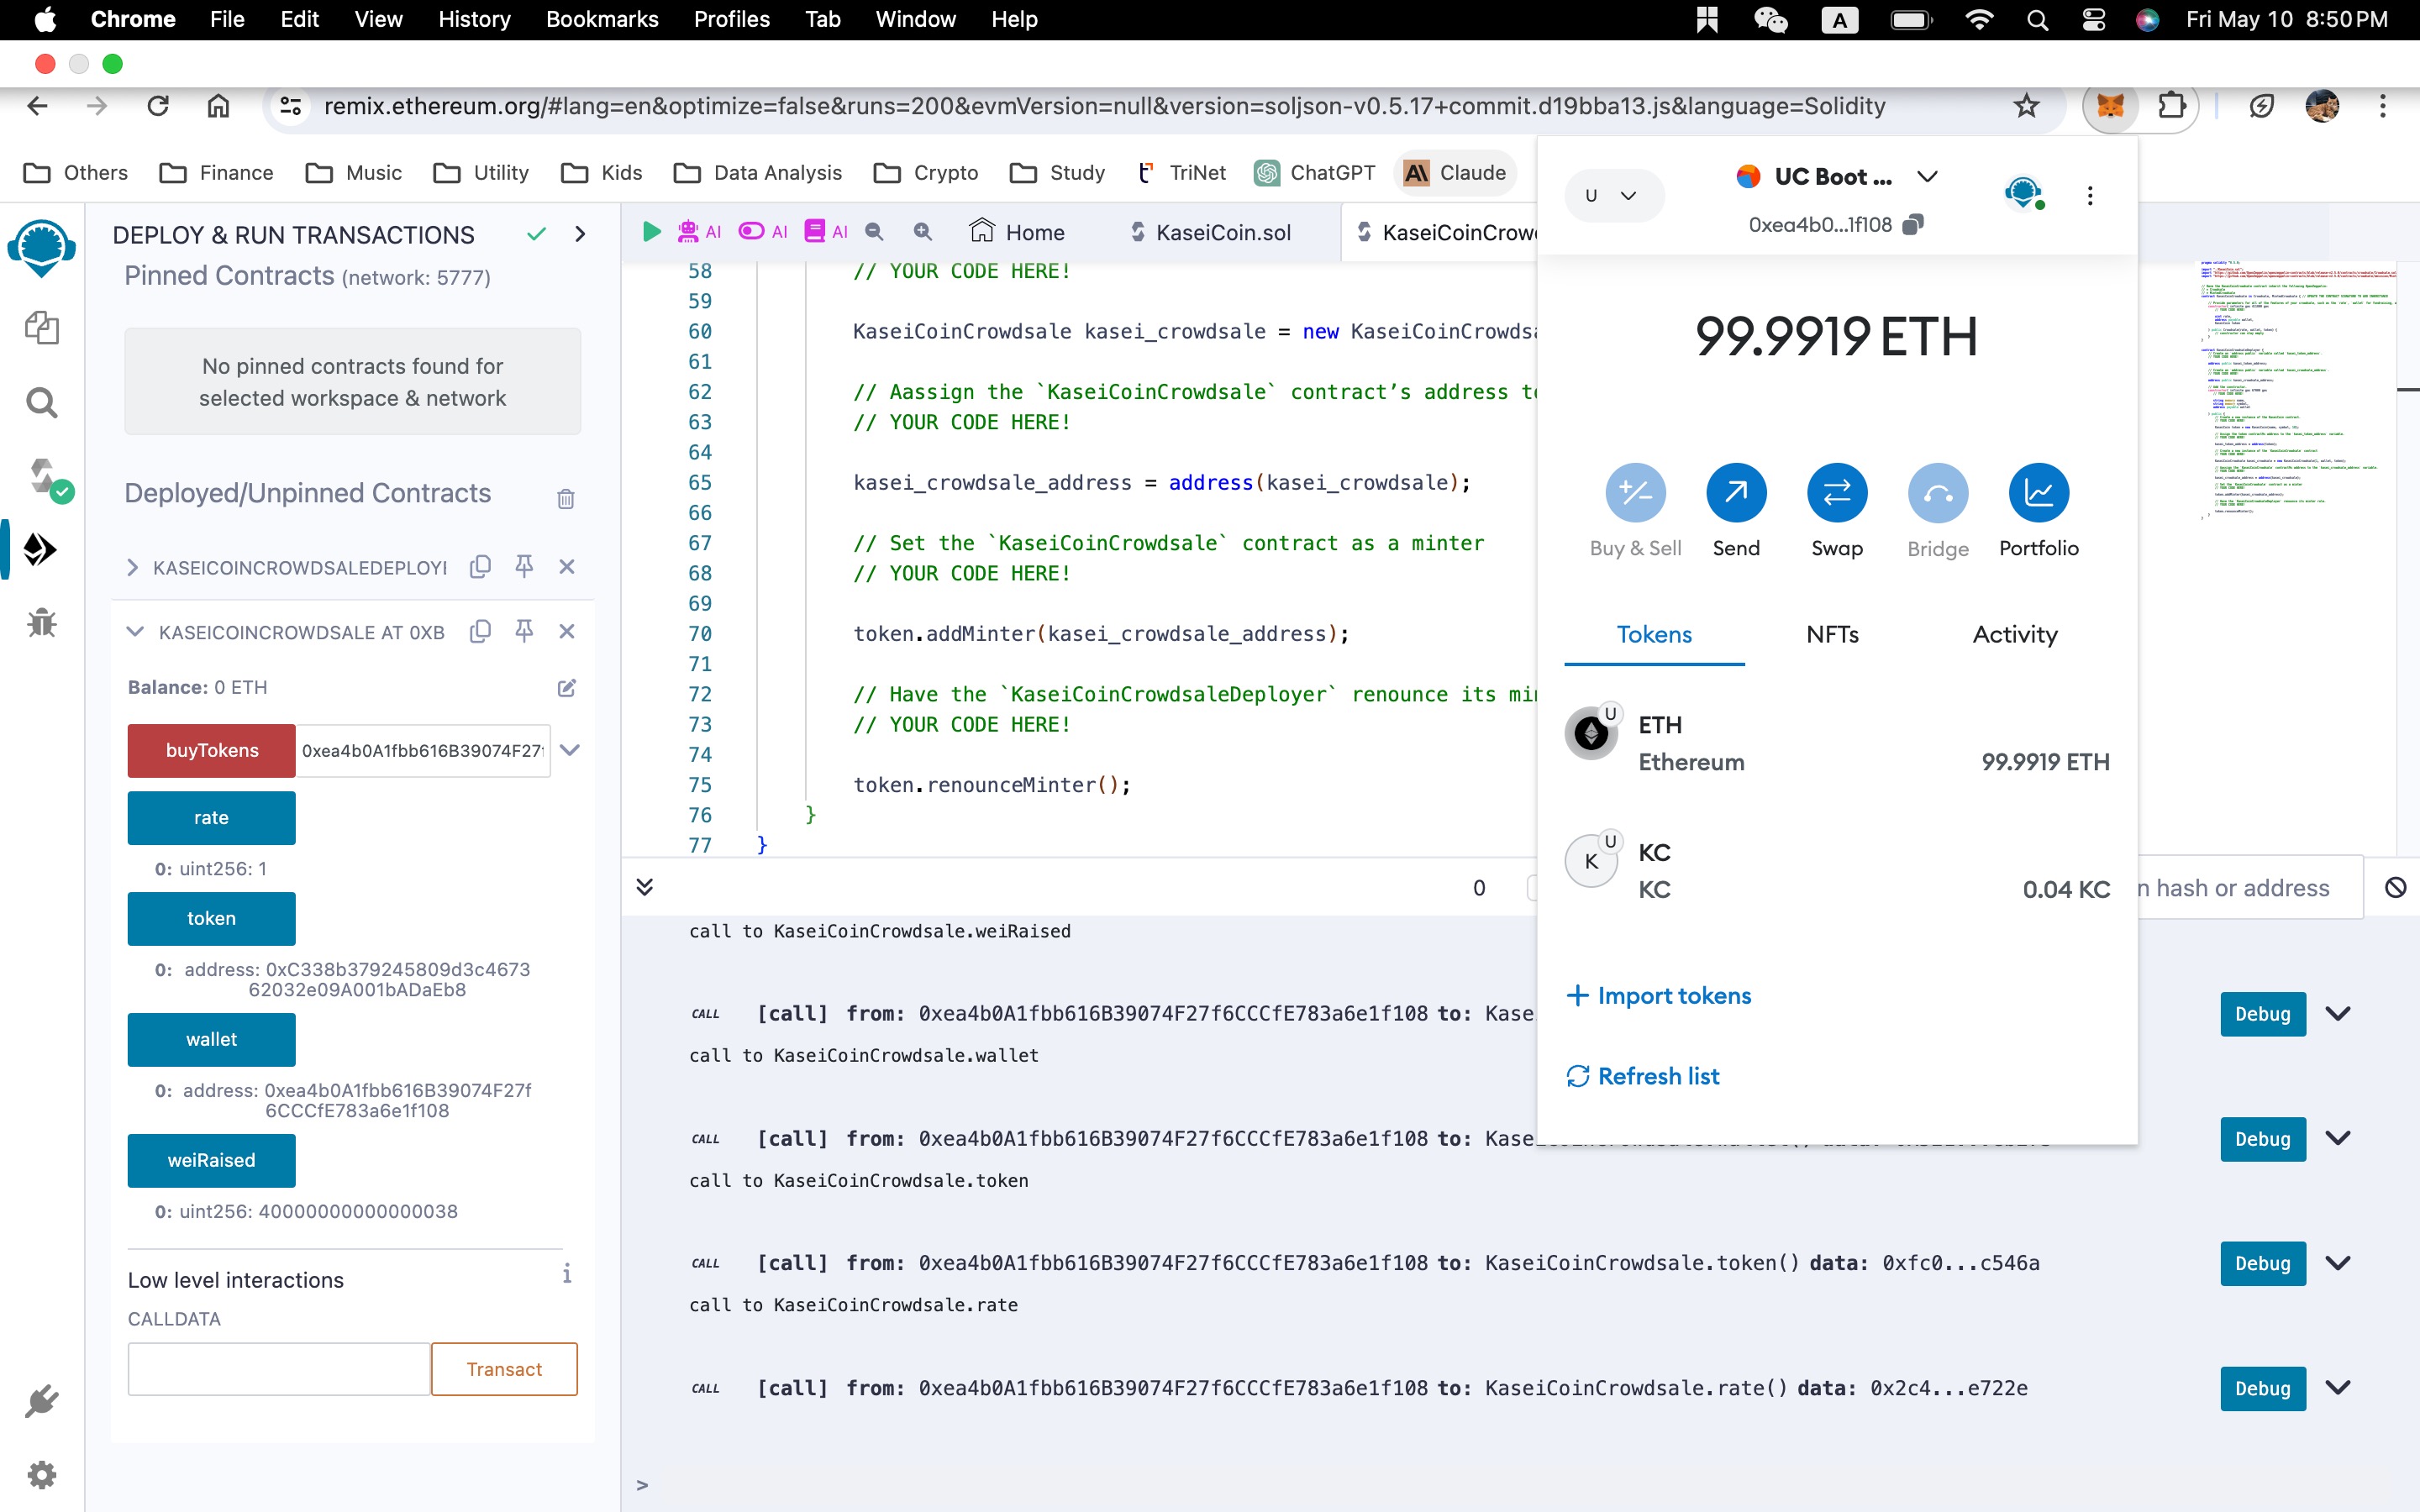 Chrome File Edit View History Bookmarks Profiles Tab Window Help A Fri May 10 8:50 PM
remix.ethereum.org/#lang=en&optimize=false&runs=200&evmVersion=null&version=soljson-v0.5.17+commit.d19bba13.js&language=Solidity
Others Finance Music Utility Kids Data Analysis Crypto Study TriNet ChatGPT Claude
DEPLOY & RUN TRANSACTIONS
Pinned Contracts (network: 5777)
No pinned contracts found for
selected workspace & network
Deployed/Unpinned Contracts
KASEICOINCROWDSALEDEPLOYI
KASEICOINCROWDSALE AT 0XB
Balance: 0 ETH
buyTokens 0xea4b0A1fbb616B39074F27
rate
0: uint256: 1
token
0: address: 0xC338b379245809d3c4673
62032e09A001bADaEb8
wallet
0: address: 0xea4b0A1fbb616B39074F27f
6CCCfE783a6e1f108
weiRaised
0: uint256: 40000000000000038
Low level interactions i
CALLDATA
Transact
AI AI AI Home KaseiCoin.sol KaseiCoinCrow
58 // YOUR CODE HERE!
59
60 KaseiCoinCrowdsale kasei_crowdsale = new KaseiCoinCrowdsa
61
62 // Aassign the `KaseiCoinCrowdsale` contract’s address to
63 // YOUR CODE HERE!
64
65 kasei_crowdsale_address = address(kasei_crowdsale);
66
67 // Set the `KaseiCoinCrowdsale` contract as a minter
68 // YOUR CODE HERE!
69
70 token.addMinter(kasei_crowdsale_address);
71
72 // Have the `KaseiCoinCrowdsaleDeployer` renounce its min
73 // YOUR CODE HERE!
74
75 token.renounceMinter();
76 }
77 }
0 n hash or address
call to KaseiCoinCrowdsale.weiRaised
CALL [call] from: 0xea4b0A1fbb616B39074F27f6CCCfE783a6e1f108 to: Kase Debug
call to KaseiCoinCrowdsale.wallet
CALL [call] from: 0xea4b0A1fbb616B39074F27f6CCCfE783a6e1f108 to: Kase Debug
call to KaseiCoinCrowdsale.token
CALL [call] from: 0xea4b0A1fbb616B39074F27f6CCCfE783a6e1f108 to: KaseiCoinCrowdsale.token() data: 0xfc0...c546a Debug
call to KaseiCoinCrowdsale.rate
CALL [call] from: 0xea4b0A1fbb616B39074F27f6CCCfE783a6e1f108 to: KaseiCoinCrowdsale.rate() data: 0x2c4...e722e Debug
>
U UC Boot ...
0xea4b0...1f108
99.9919 ETH
Buy & Sell Send Swap Bridge Portfolio
Tokens NFTs Activity
U ETH
Ethereum 99.9919 ETH
K U KC
KC 0.04 KC
+ Import tokens
Refresh list